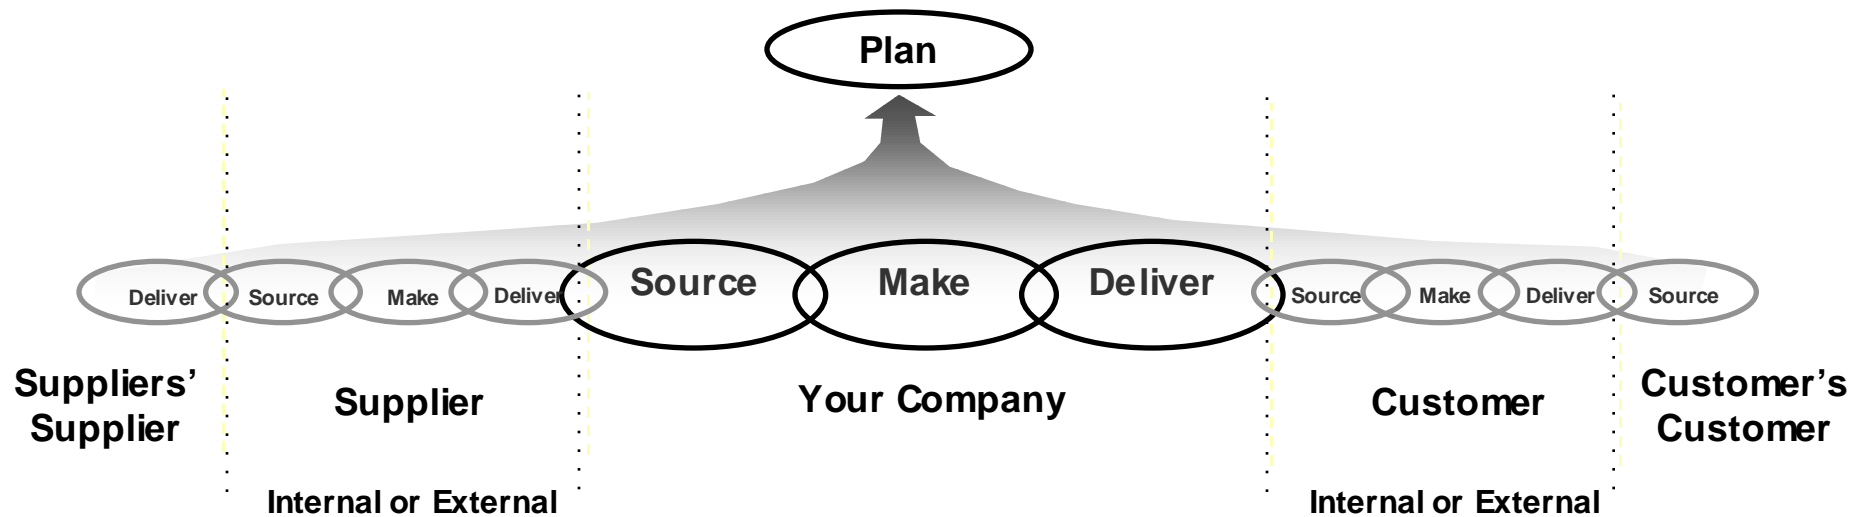 Plan
Deliver Source Make Deliver Source Make Deliver Source Make Deliver Source
Suppliers’
Supplier
Supplier
Your Company
Customer
Customer’s
Customer
Internal or External
Internal or External